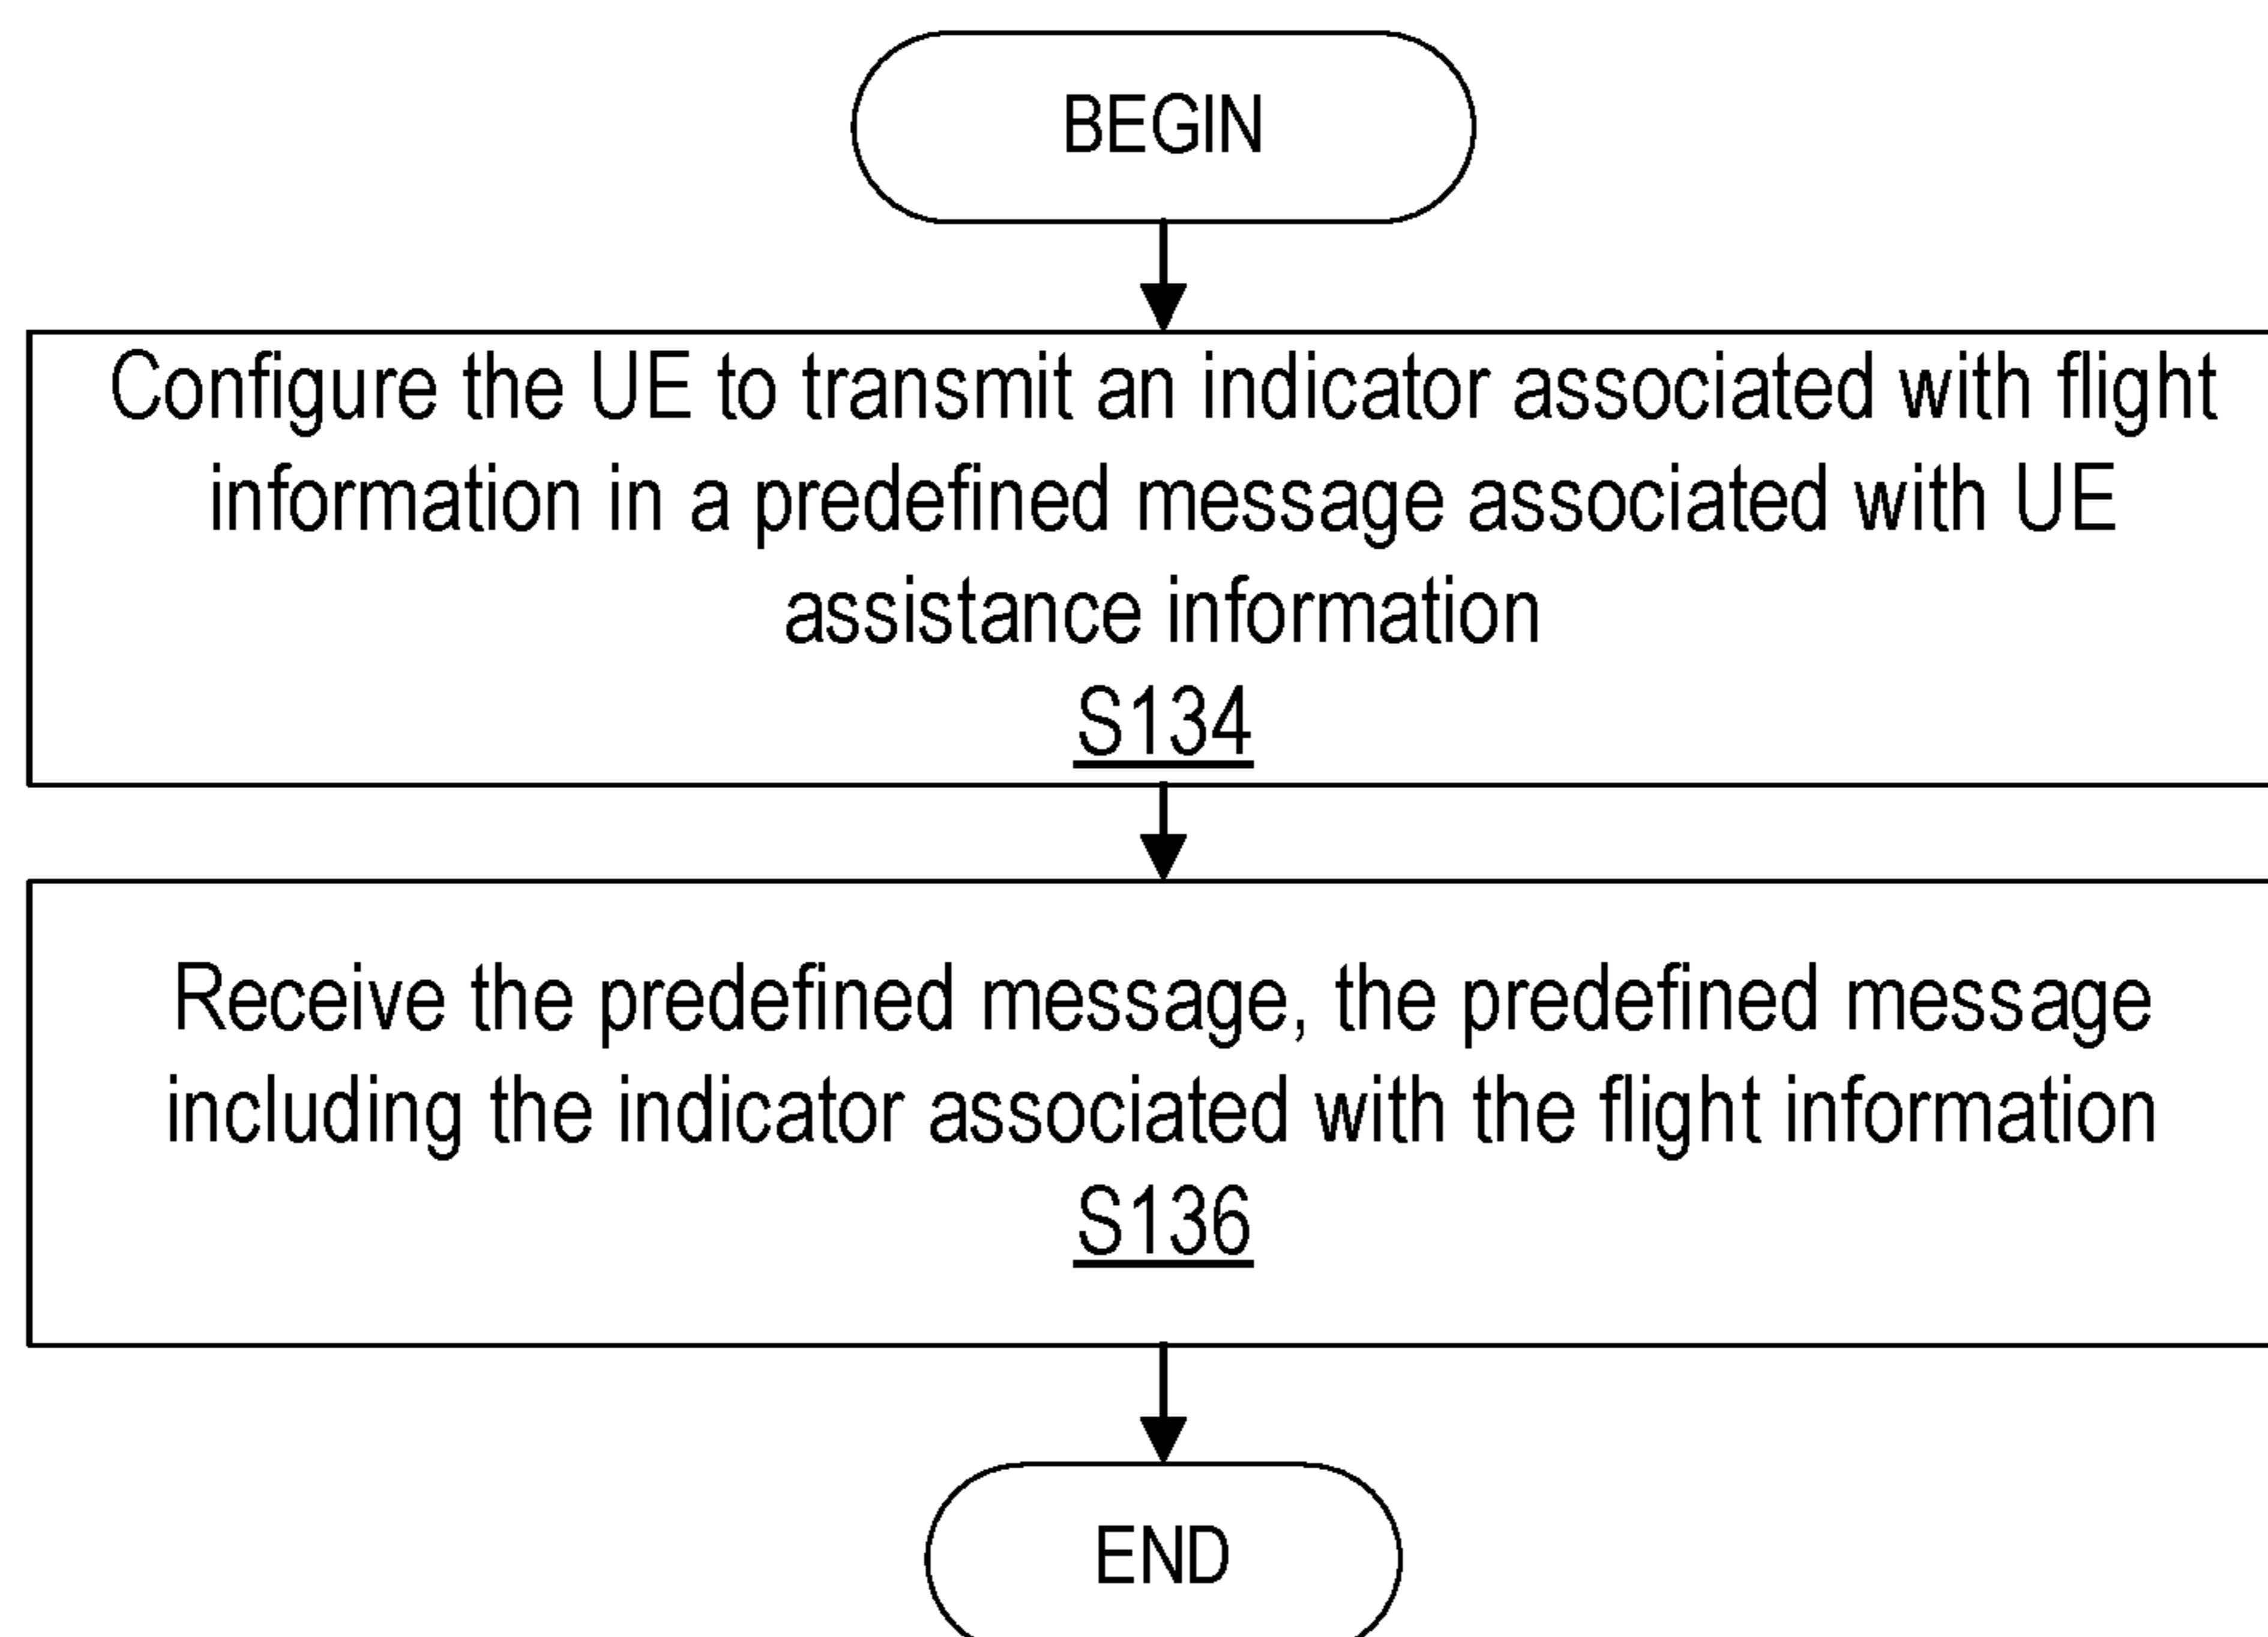 BEGIN
Configure the UE to transmit an indicator associated with flight
information in a predefined message associated with UE
assistance information
S134
Receive the predefined message, the predefined message
including the indicator associated with the flight information
S136
END